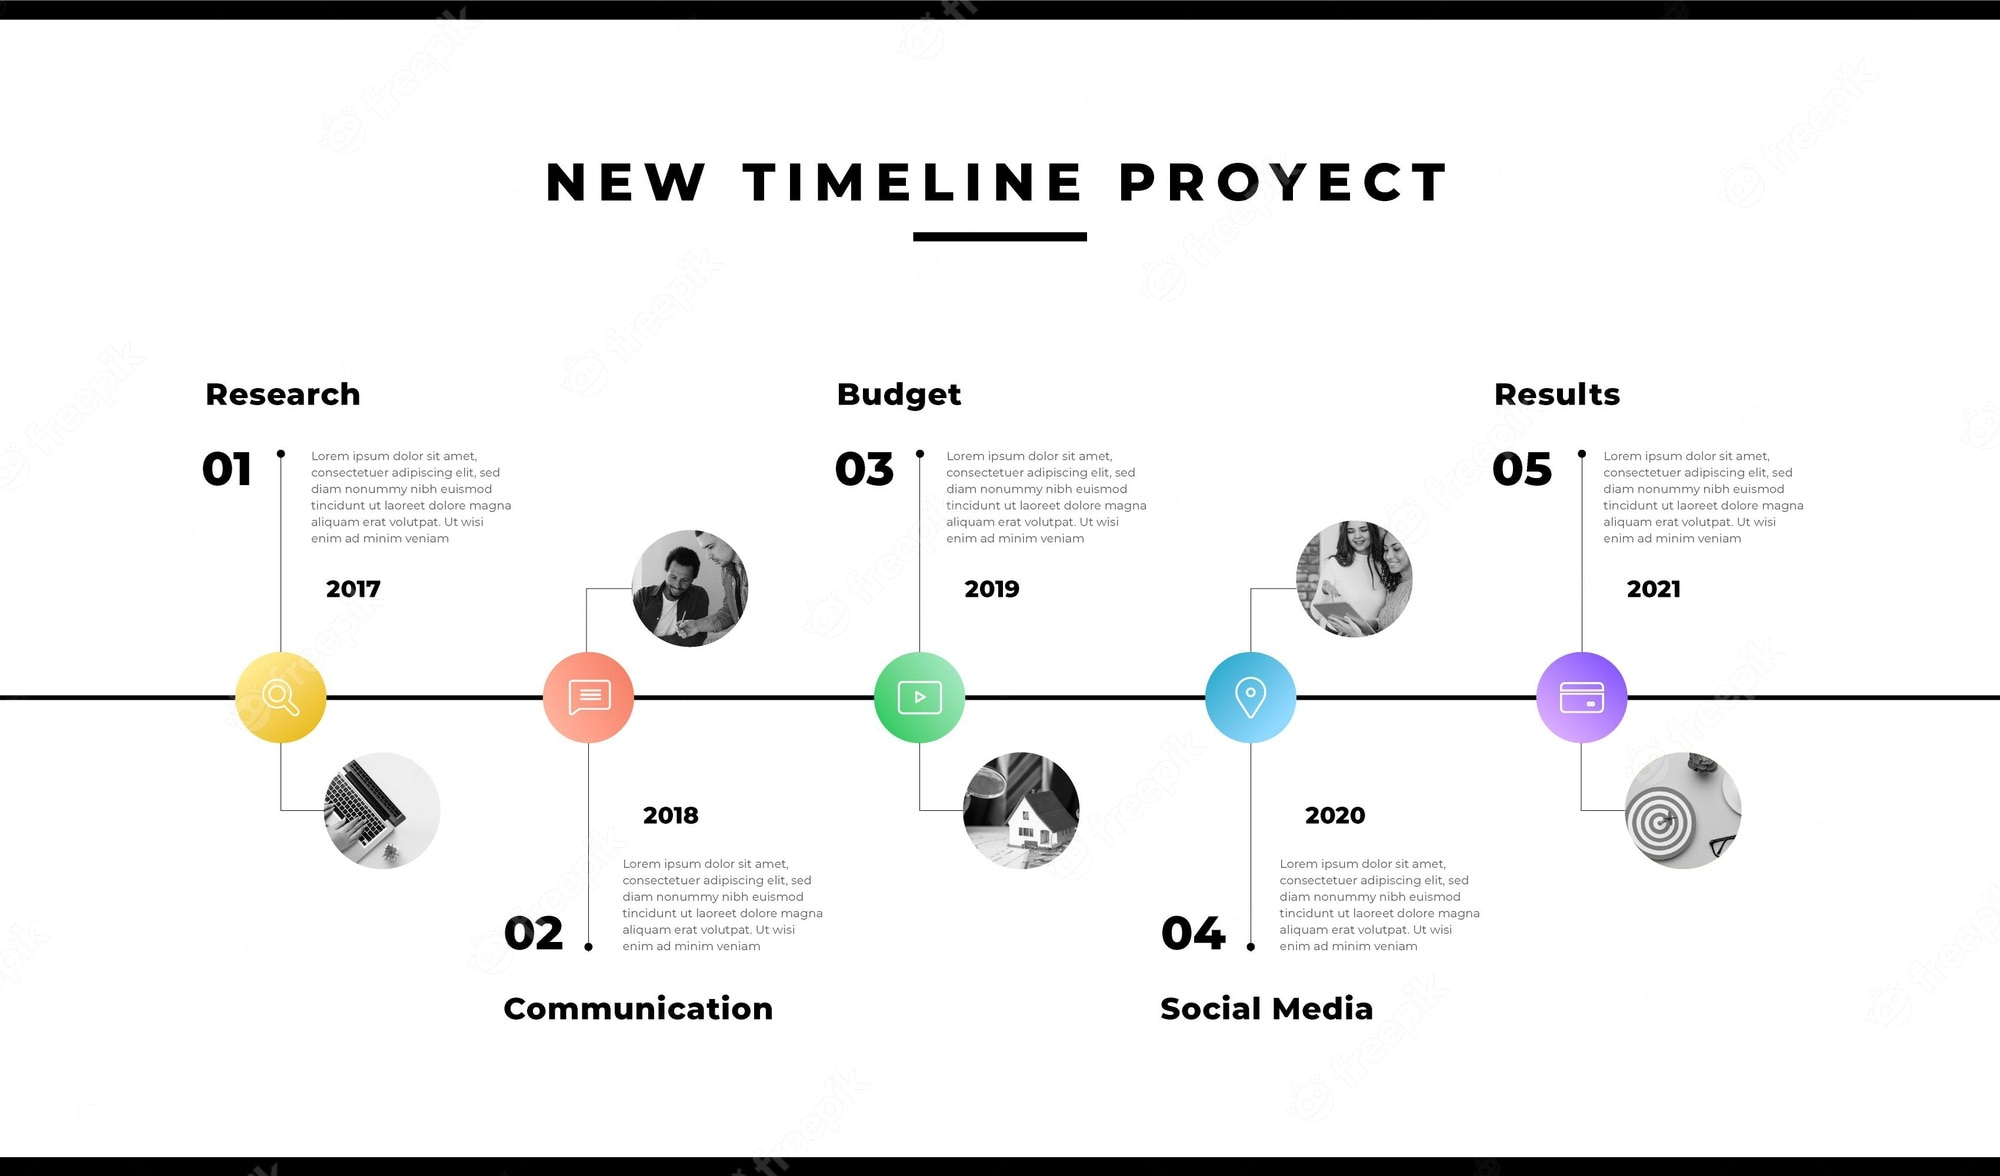 NEW TIMELINE PROYECT
Research
01
Lorem ipsum dolor sit amet,
consectetuer adipiscing elit, sed
diam nonummy nibh euismod
tincidunt ut laoreet dolore magna
aliquam erat volutpat. Ut wisi
enim ad minim veniam
2017
2018
Lorem ipsum dolor sit amet,
consectetuer adipiscing elit, sed
diam nonummy nibh euismod
tincidunt ut laoreet dolore magna
aliquam erat volutpat. Ut wisi
enim ad minim veniam
02
Communication
Budget
03
Lorem ipsum dolor sit amet,
consectetuer adipiscing elit, sed
diam nonummy nibh euismod
tincidunt ut laoreet dolore magna
aliquam erat volutpat. Ut wisi
enim ad minim veniam
2019
2020
Lorem ipsum dolor sit amet,
consectetuer adipiscing elit, sed
diam nonummy nibh euismod
tincidunt ut laoreet dolore magna
aliquam erat volutpat. Ut wisi
enim ad minim veniam
04
Social Media
Results
05
Lorem ipsum dolor sit amet,
consectetuer adipiscing elit, sed
diam nonummy nibh euismod
tincidunt ut laoreet dolore magna
aliquam erat volutpat. Ut wisi
enim ad minim veniam
2021
freepik